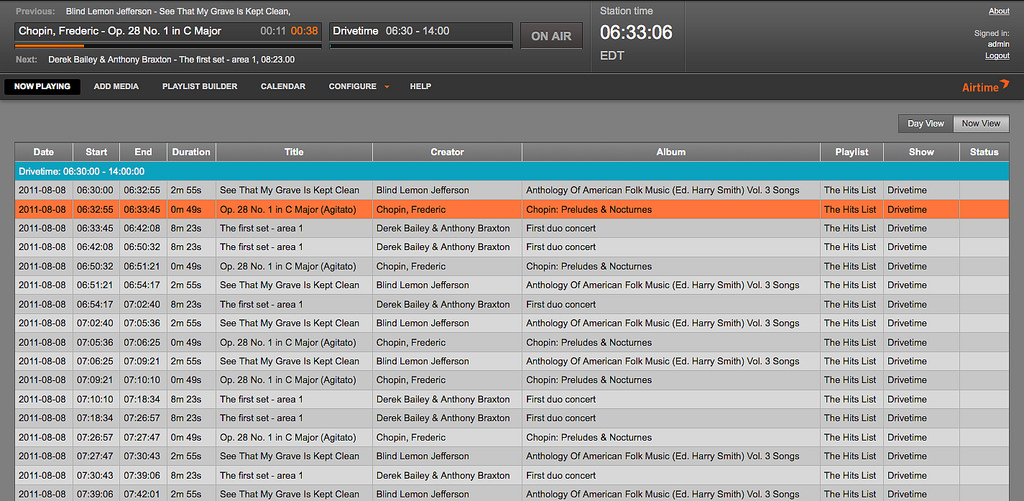 Previous: Blind Lemon Jefferson - See That My Grave Is Kept Clean,
Chopin, Frederic - Op. 28 No. 1 in C Major 00:11 00:38
Drivetime 06:30 - 14:00
ON AIR
Next: Derek Bailey & Anthony Braxton - The first set - area 1, 08:23.00
Station time
06:33:06
EDT
About
Signed in:
admin
Logout
NOW PLAYING ADD MEDIA PLAYLIST BUILDER CALENDAR CONFIGURE HELP
Airtime
Day View Now View
Date Start End Duration Title Creator Album Playlist Show Status
Drivetime: 06:30:00 - 14:00:00
2011-08-08 06:30:00 06:32:55 2m 55s See That My Grave Is Kept Clean Blind Lemon Jefferson Anthology Of American Folk Music (Ed. Harry Smith) Vol. 3 Songs The Hits List Drivetime
2011-08-08 06:32:55 06:33:45 0m 49s Op. 28 No. 1 in C Major (Agitato) Chopin, Frederic Chopin: Preludes & Nocturnes The Hits List Drivetime
2011-08-08 06:33:45 06:42:08 8m 23s The first set - area 1 Derek Bailey & Anthony Braxton First duo concert The Hits List Drivetime
2011-08-08 06:42:08 06:50:32 8m 23s The first set - area 1 Derek Bailey & Anthony Braxton First duo concert The Hits List Drivetime
2011-08-08 06:50:32 06:51:21 0m 49s Op. 28 No. 1 in C Major (Agitato) Chopin, Frederic Chopin: Preludes & Nocturnes The Hits List Drivetime
2011-08-08 06:51:21 06:54:17 2m 55s See That My Grave Is Kept Clean Blind Lemon Jefferson Anthology Of American Folk Music (Ed. Harry Smith) Vol. 3 Songs The Hits List Drivetime
2011-08-08 06:54:17 07:02:40 8m 23s The first set - area 1 Derek Bailey & Anthony Braxton First duo concert The Hits List Drivetime
2011-08-08 07:02:40 07:05:36 2m 55s See That My Grave Is Kept Clean Blind Lemon Jefferson Anthology Of American Folk Music (Ed. Harry Smith) Vol. 3 Songs The Hits List Drivetime
2011-08-08 07:05:36 07:06:25 0m 49s Op. 28 No. 1 in C Major (Agitato) Chopin, Frederic Chopin: Preludes & Nocturnes The Hits List Drivetime
2011-08-08 07:06:25 07:09:21 2m 55s See That My Grave Is Kept Clean Blind Lemon Jefferson Anthology Of American Folk Music (Ed. Harry Smith) Vol. 3 Songs The Hits List Drivetime
2011-08-08 07:09:21 07:10:10 0m 49s Op. 28 No. 1 in C Major (Agitato) Chopin, Frederic Chopin: Preludes & Nocturnes The Hits List Drivetime
2011-08-08 07:10:10 07:18:34 8m 23s The first set - area 1 Derek Bailey & Anthony Braxton First duo concert The Hits List Drivetime
2011-08-08 07:18:34 07:26:57 8m 23s The first set - area 1 Derek Bailey & Anthony Braxton First duo concert The Hits List Drivetime
2011-08-08 07:26:57 07:27:47 0m 49s Op. 28 No. 1 in C Major (Agitato) Chopin, Frederic Chopin: Preludes & Nocturnes The Hits List Drivetime
2011-08-08 07:27:47 07:30:43 2m 55s See That My Grave Is Kept Clean Blind Lemon Jefferson Anthology Of American Folk Music (Ed. Harry Smith) Vol. 3 Songs The Hits List Drivetime
2011-08-08 07:30:43 07:39:06 8m 23s The first set - area 1 Derek Bailey & Anthony Braxton First duo concert The Hits List Drivetime
2011-08-08 07:39:06 07:42:01 2m 55s See That My Grave Is Kept Clean Blind Lemon Jefferson Anthology Of American Folk Music (Ed. Harry Smith) Vol. 3 Songs The Hits List Drivetime